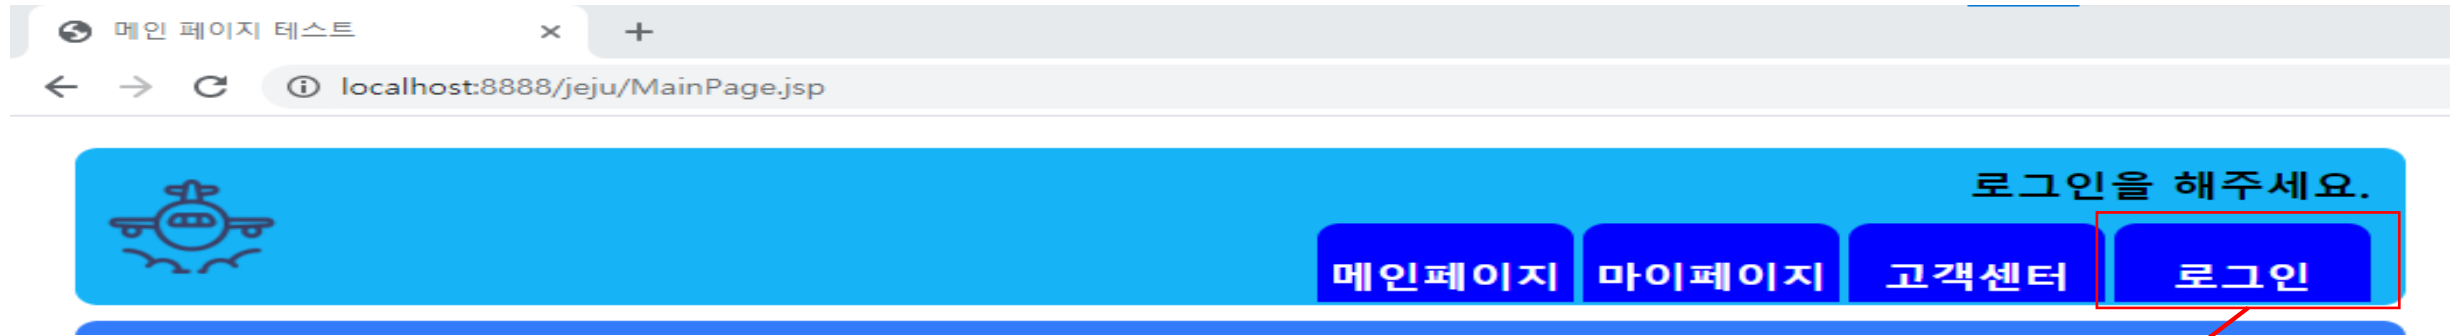 메인 페이지 테스트
localhost:8888/jeju/MainPage.jsp
로그인을 해주세요.
메인페이지 마이페이지 고객센터 로그인